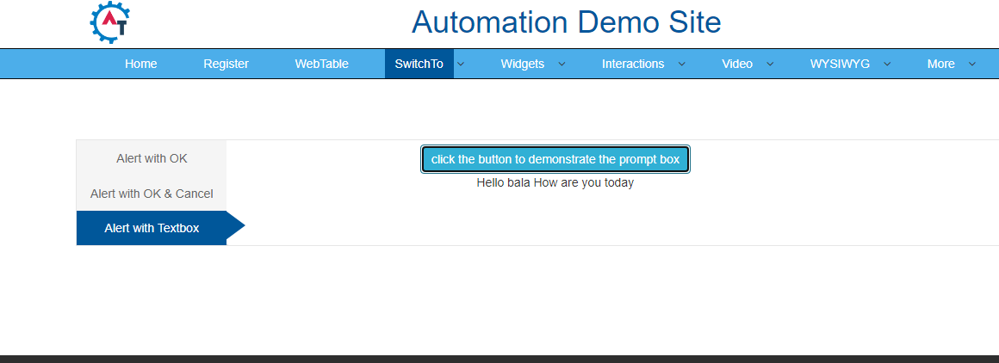 AT
Automation Demo Site
Home Register WebTable SwitchTo Widgets Interactions Video WYSIWYG More
Alert with OK
click the button to demonstrate the prompt box
Hello bala How are you today
Alert with OK & Cancel
Alert with Textbox